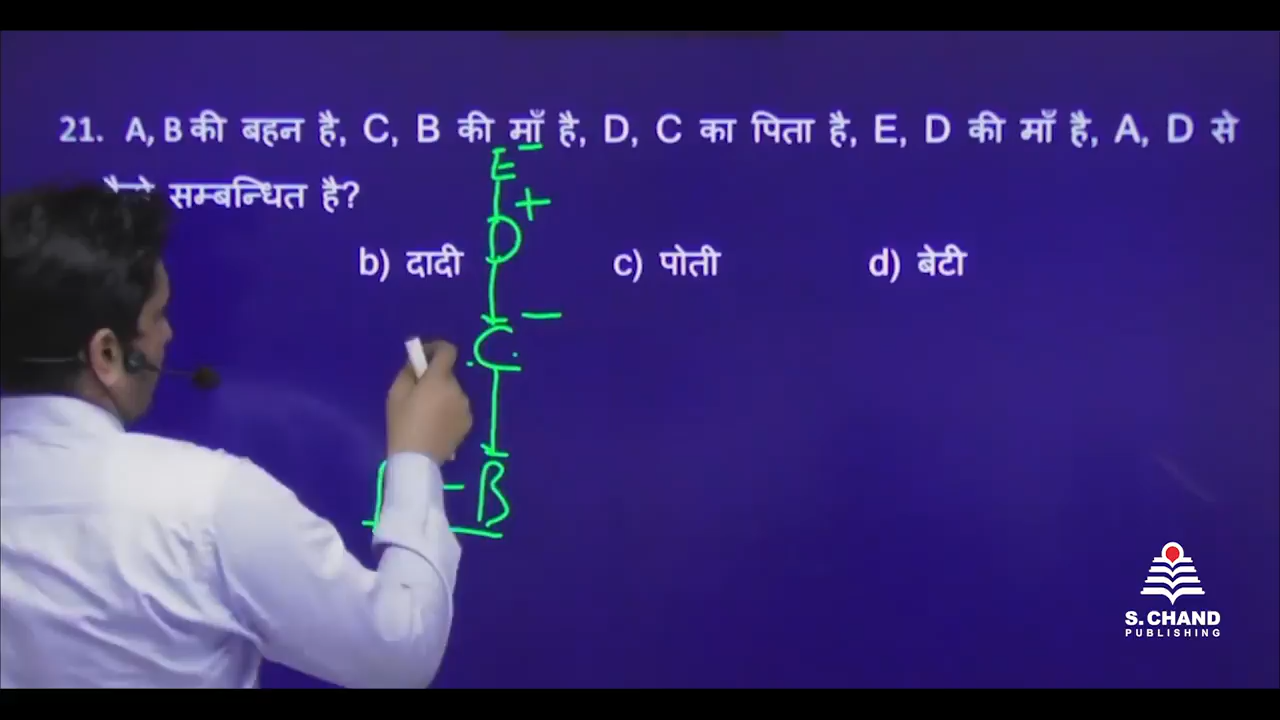 21. A, B की बहन है, C, B की माँ है, D, C का पिता है, E, D की माँ है, A, D से
सम्बन्धित है?
b) दादी c) पोती d) बेटी
E
+
D
–
C
– B
S. CHAND
PUBLISHING